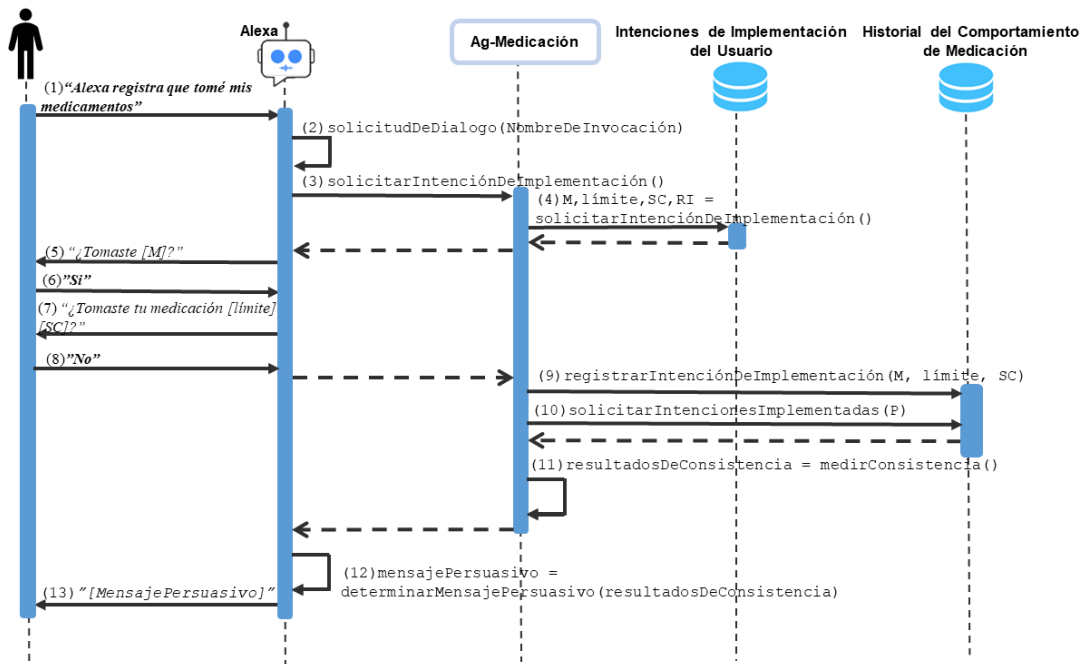 Alexa
Ag-Medicación
Intenciones de Implementación
del Usuario
Historial del Comportamiento
de Medicación
(1)“Alexa registra que tomé mis
medicamentos”
(2)solicitudDeDialogo(NombreDeInvocación)
(3)solicitarIntenciónDeImplementación()
(4)M,límite,SC,RI =
solicitarIntenciónDeImplementación()
(5) “¿Tomaste [M]?”
(6)”Si”
(7) “¿Tomaste tu medicación [límite]
[SC]?”
(8)”No”
(9)registrarIntenciónDeImplementación(M, límite, SC)
(10)solicitarIntencionesImplementadas(P)
(11)resultadosDeConsistencia = medirConsistencia()
(12)mensajePersuasivo =
determinarMensajePersuasivo(resultadosDeConsistencia)
(13)”[MensajePersuasivo]”